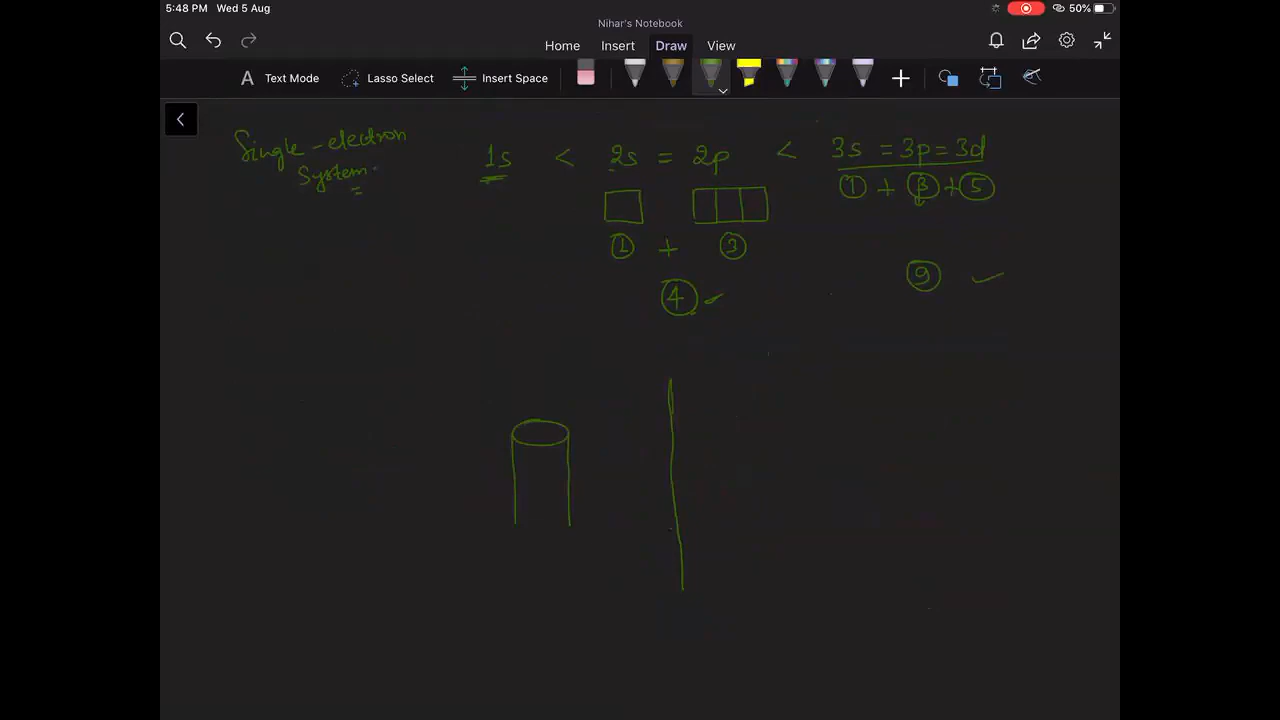 5:48 PM Wed 5 Aug
50%
Nihar's Notebook
Home Insert Draw View
A Text Mode Lasso Select Insert Space
Single-electron
System.
1s < 2s = 2p < 3s = 3p = 3d
1 + 3 + 5
1 + 3
9
4